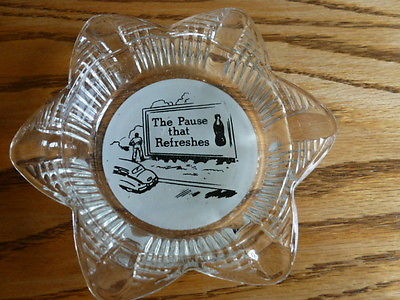 The Pause
that
Refreshes